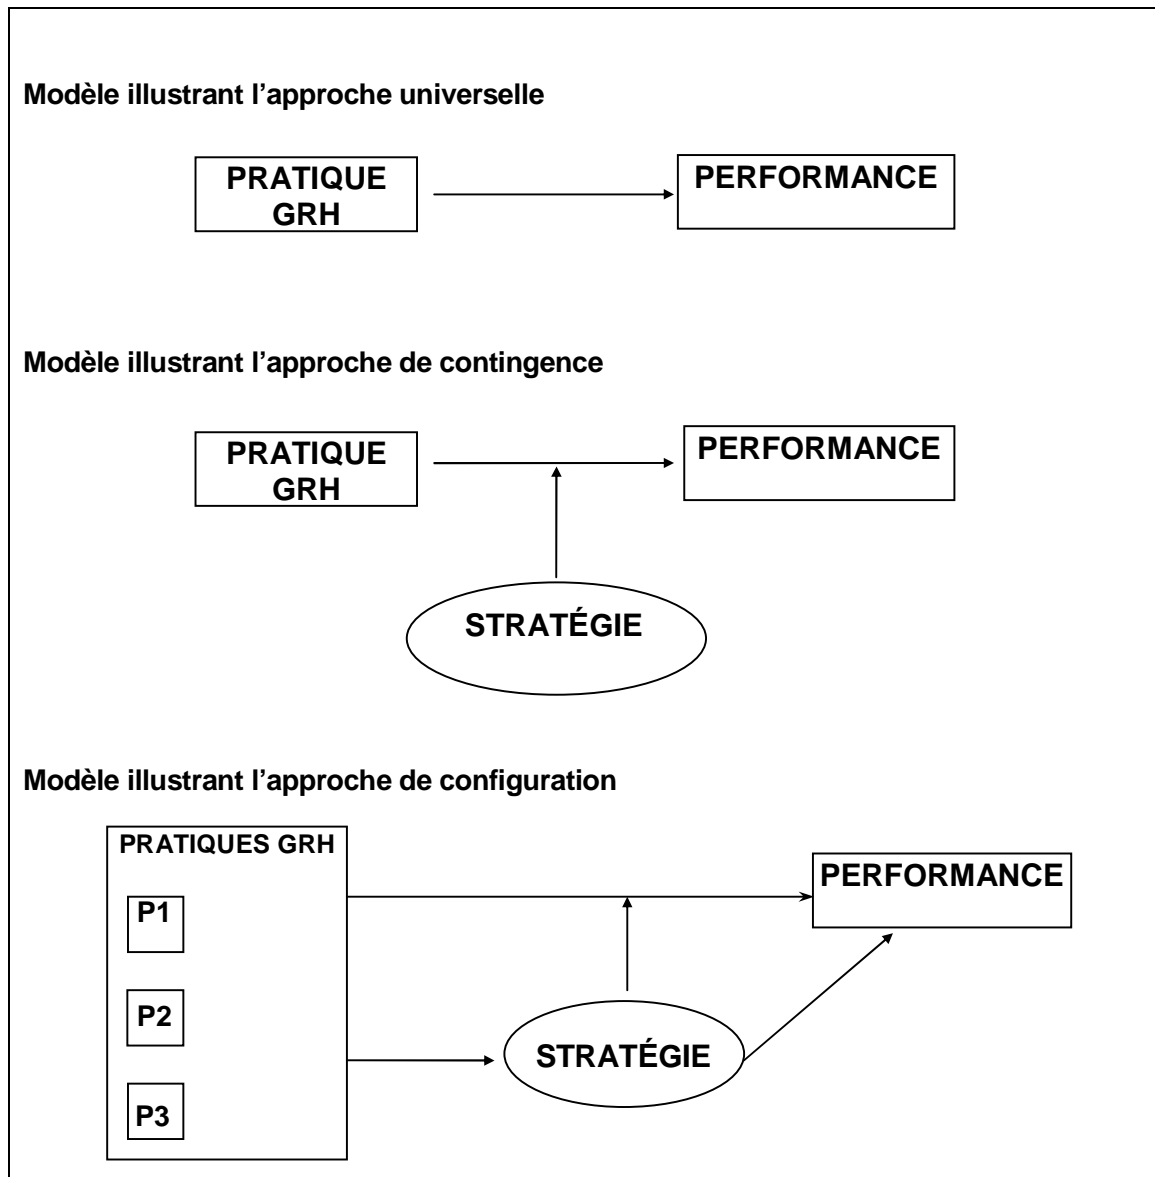 Modèle illustrant l’approche universelle
PRATIQUE
GRH
PERFORMANCE
Modèle illustrant l’approche de contingence
PRATIQUE
GRH
PERFORMANCE
STRATÉGIE
Modèle illustrant l’approche de configuration
PRATIQUES GRH
P1
P2
P3
PERFORMANCE
STRATÉGIE